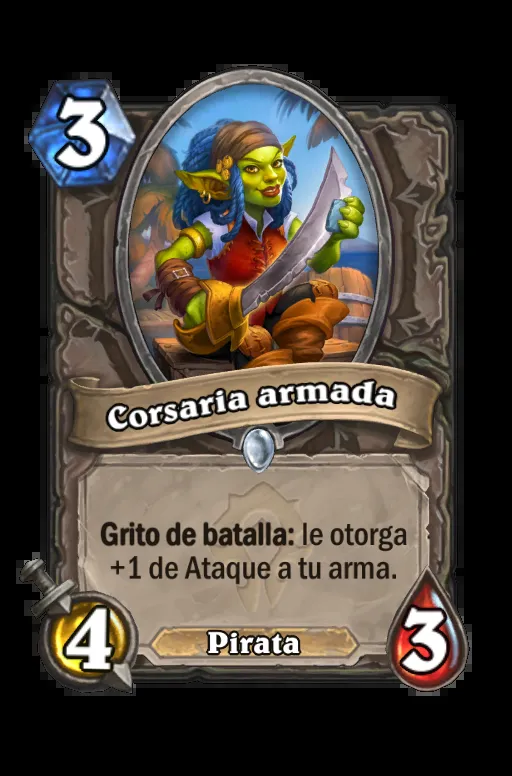 3
Corsaria armada
Grito de batalla: le otorga
+1 de Ataque a tu arma.
4
Pirata
3